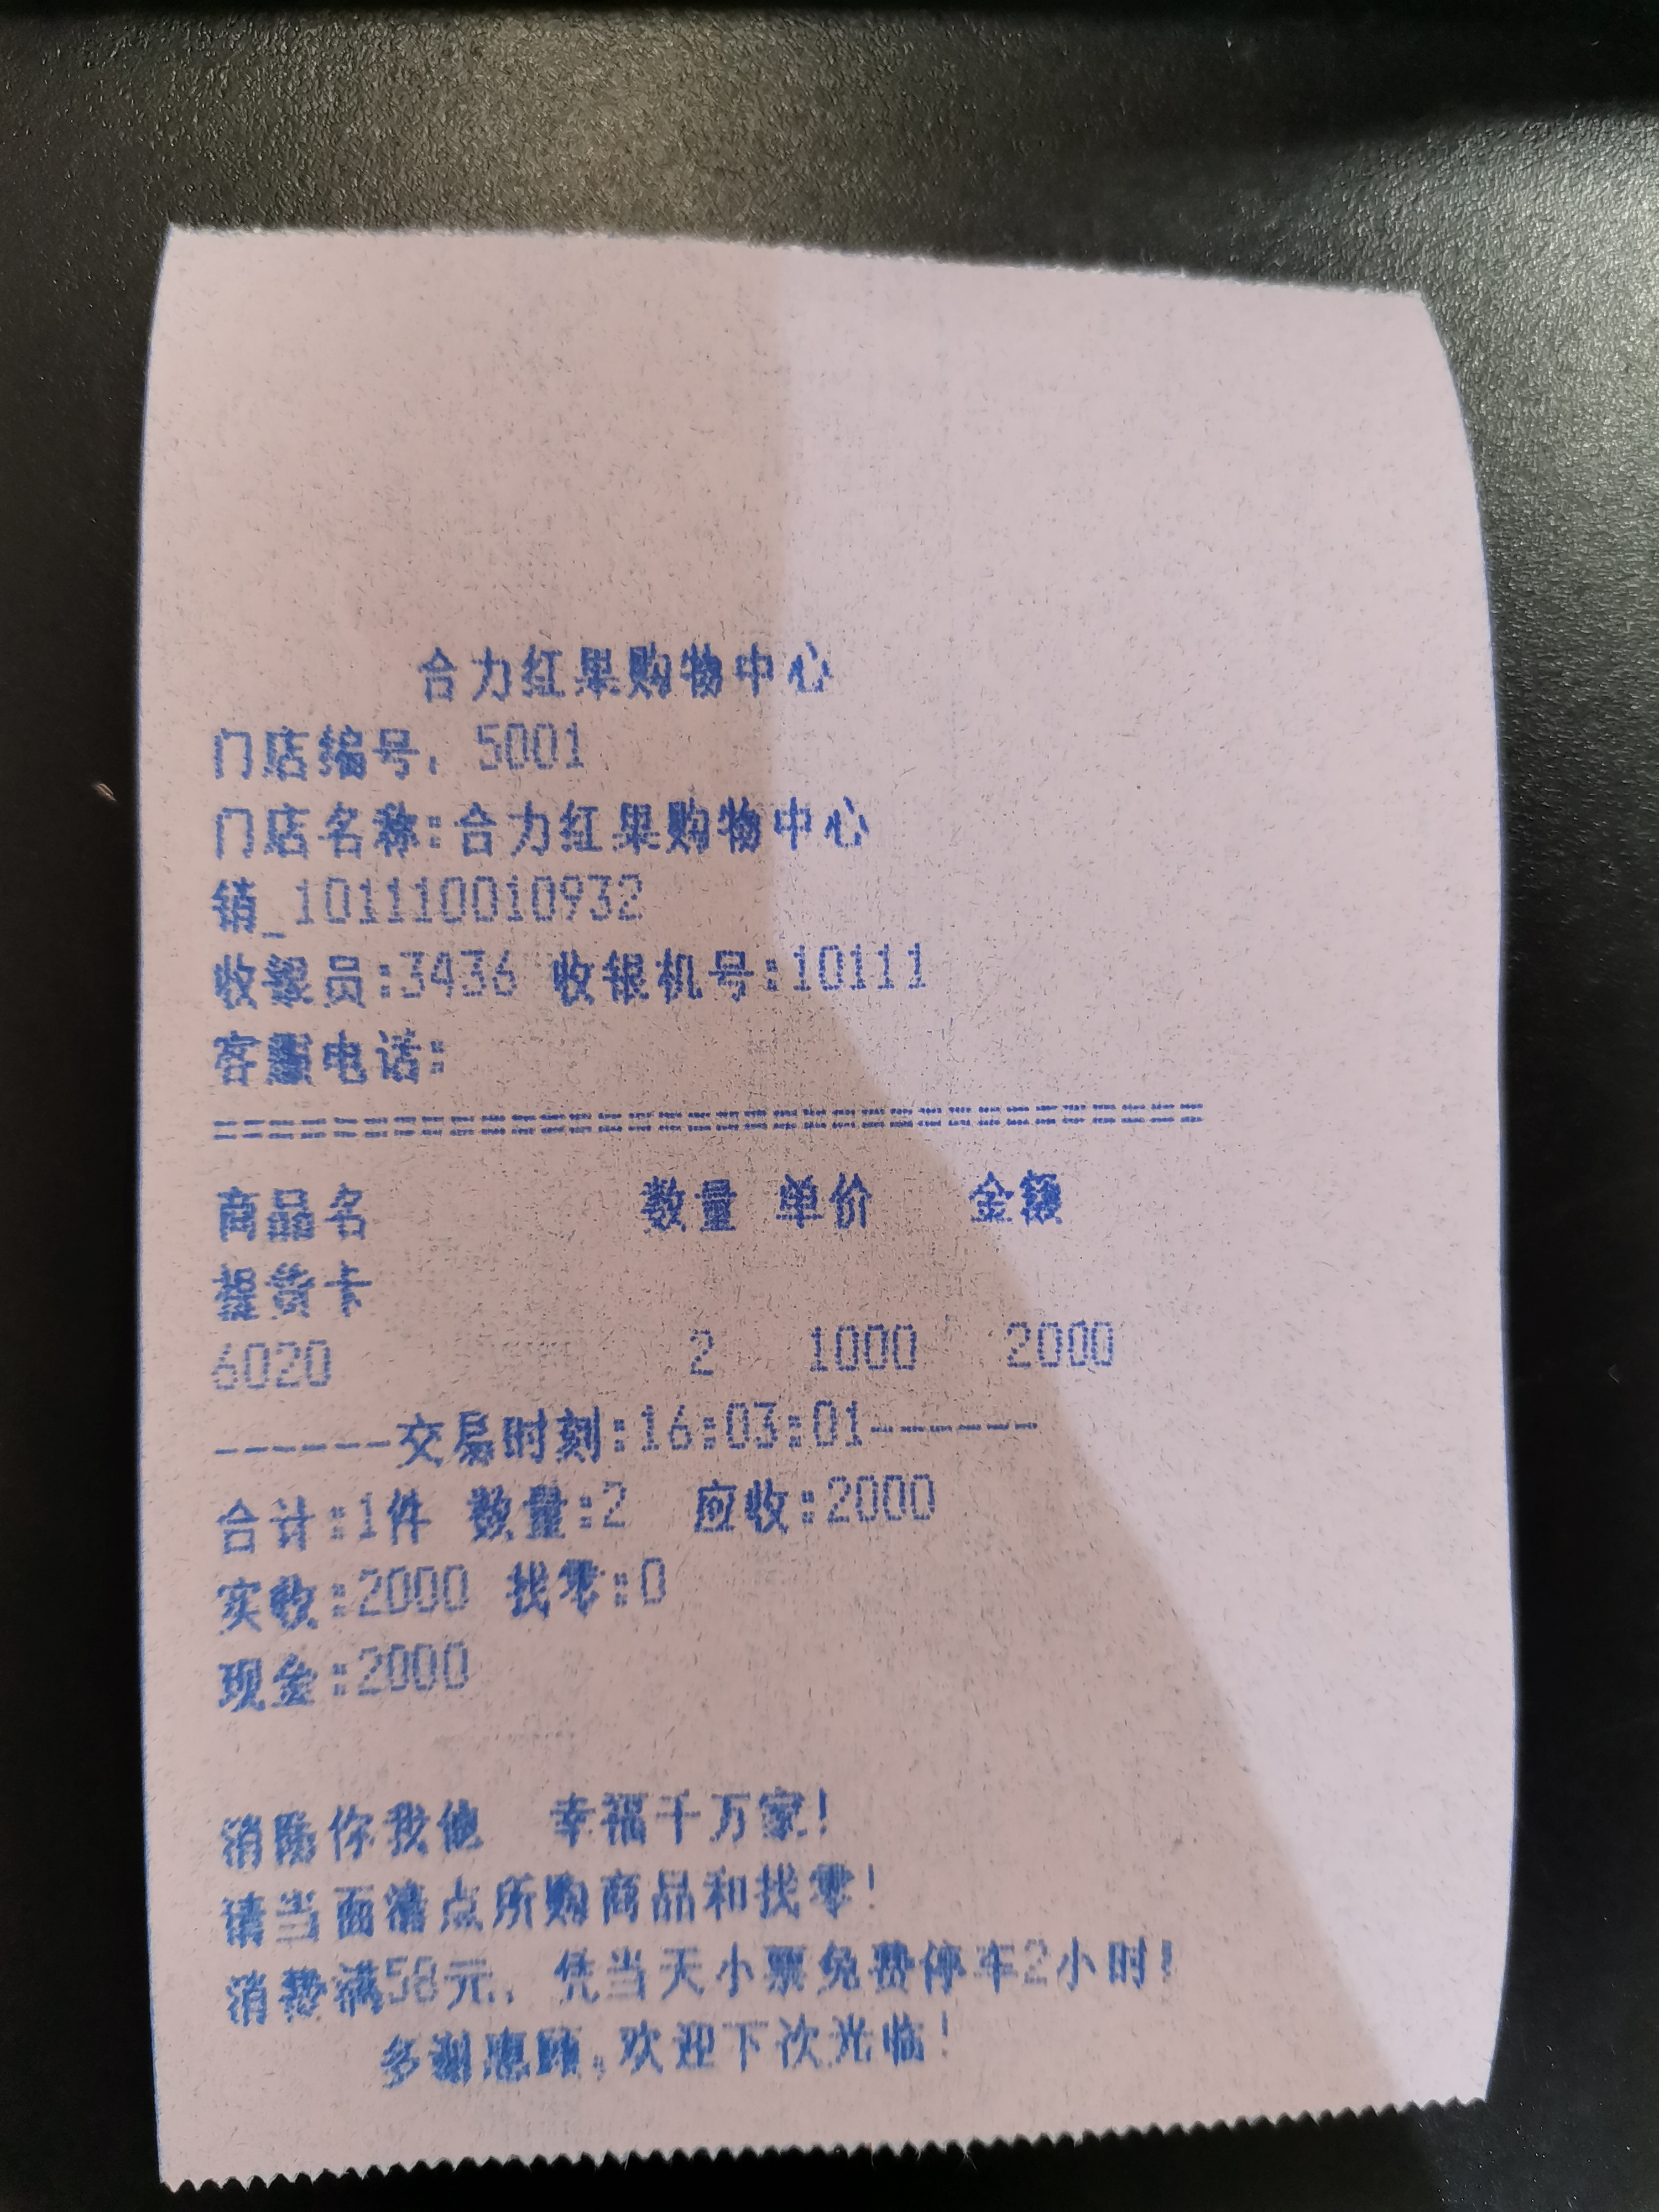 合力红果购物中心
门店编号: 5001
门店名称:合力红果购物中心
销_101110010932
收银员:3436 收银机号:10111
客服电话:
==================================
商品名 数量 单价 金额
提货卡
6020 2 1000 2000
------交易时刻:16:03:01------
合计:1件 数量:2 应收:2000
实收:2000 找零:0
现金:2000
消防你我他 幸福千万家!
请当面清点所购商品和找零!
消费满58元, 凭当天小票免费停车2小时!
多谢惠顾,欢迎下次光临!